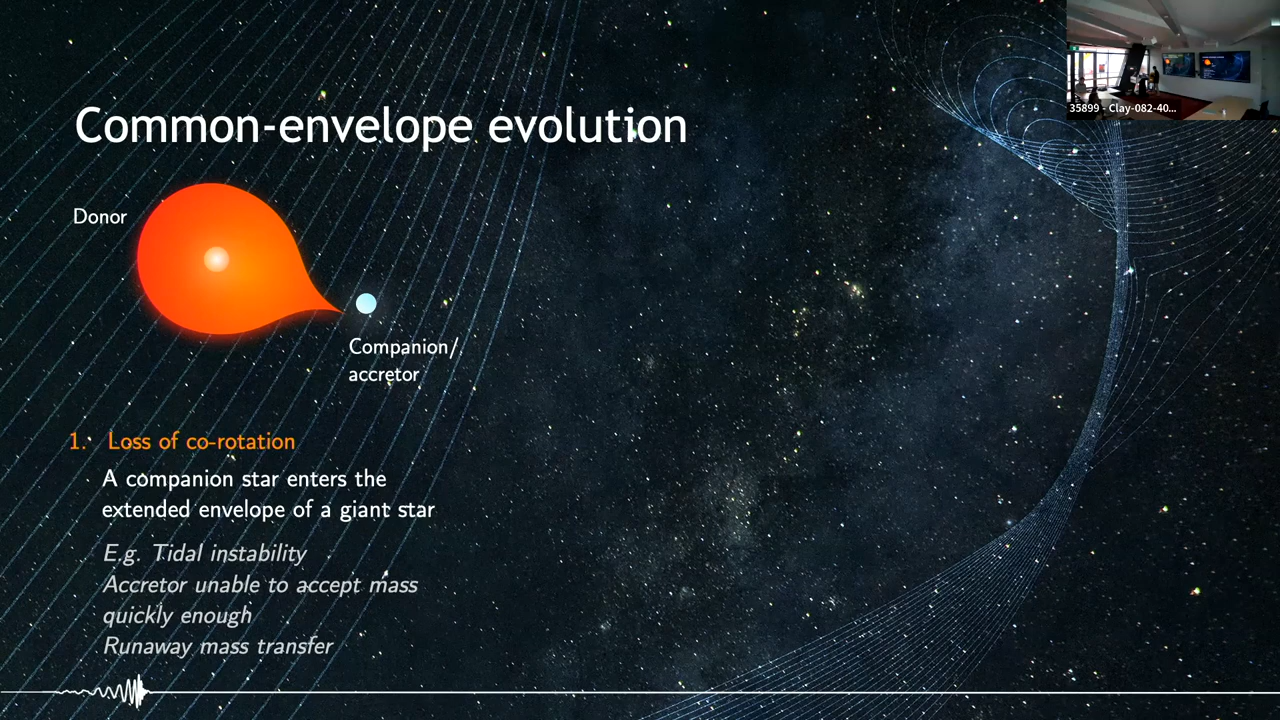 35899 - Clay-082-40...
Common-envelope evolution
Donor
Companion/
accretor
1. Loss of co-rotation
A companion star enters the
extended envelope of a giant star
E.g. Tidal instability
Accretor unable to accept mass
quickly enough
Runaway mass transfer